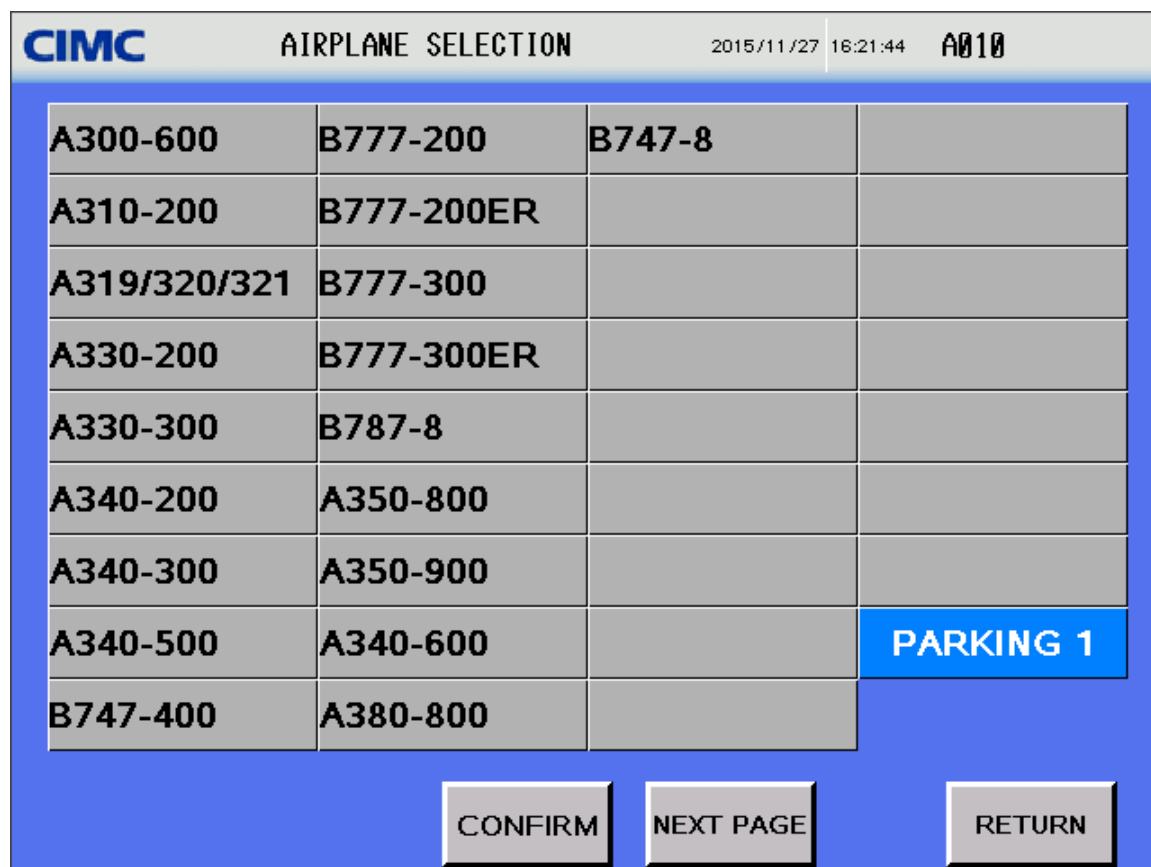 CIMC AIRPLANE SELECTION 2015/11/27 16:21:44 A010
A300-600 B777-200 B747-8
A310-200 B777-200ER
A319/320/321 B777-300
A330-200 B777-300ER
A330-300 B787-8
A340-200 A350-800
A340-300 A350-900
A340-500 A340-600 PARKING 1
B747-400 A380-800
CONFIRM NEXT PAGE RETURN